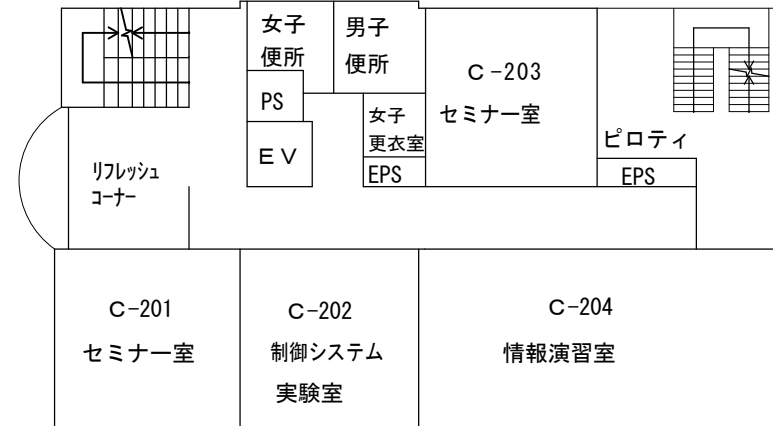 女子
便所
男子
便所
PS
ＥＶ
女子
更衣室
EPS
Ｃ-203
セミナー室
ピロティ
EPS
ﾘﾌﾚｯｼｭ
ｺｰﾅｰ
Ｃ-201
セミナー室
Ｃ-202
制御システム
実験室
Ｃ-204
情報演習室